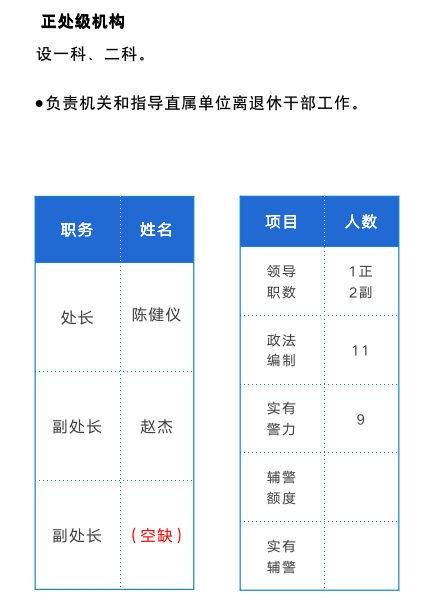 正处级机构
设一科、二科。
●负责机关和指导直属单位离退休干部工作。
职务 姓名
处长 陈健仪
副处长 赵杰
副处长 （空缺）
项目 人数
领导 1正
职数 2副
政法
编制 11
实有
警力 9
辅警
额度
实有
辅警